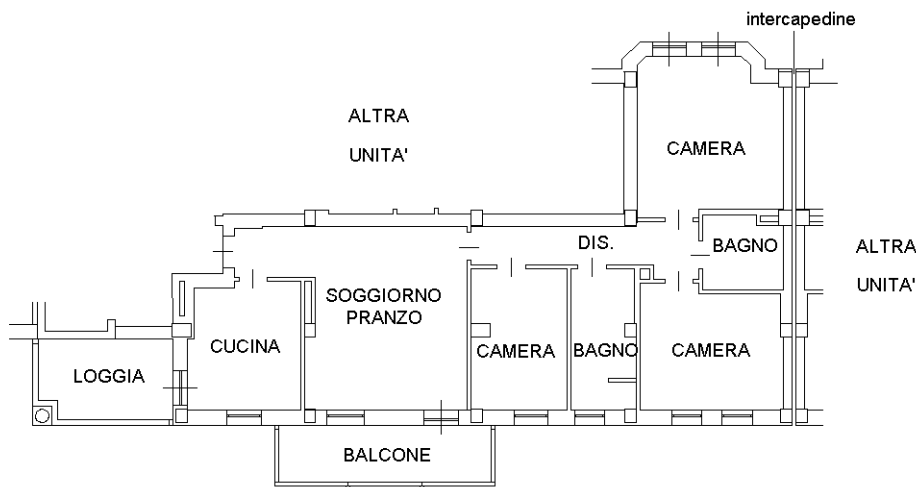 intercapedine
ALTRA
UNITA'
CAMERA
DIS.
BAGNO
ALTRA
UNITA'
SOGGIORNO
PRANZO
CUCINA
CAMERA
BAGNO
CAMERA
LOGGIA
BALCONE